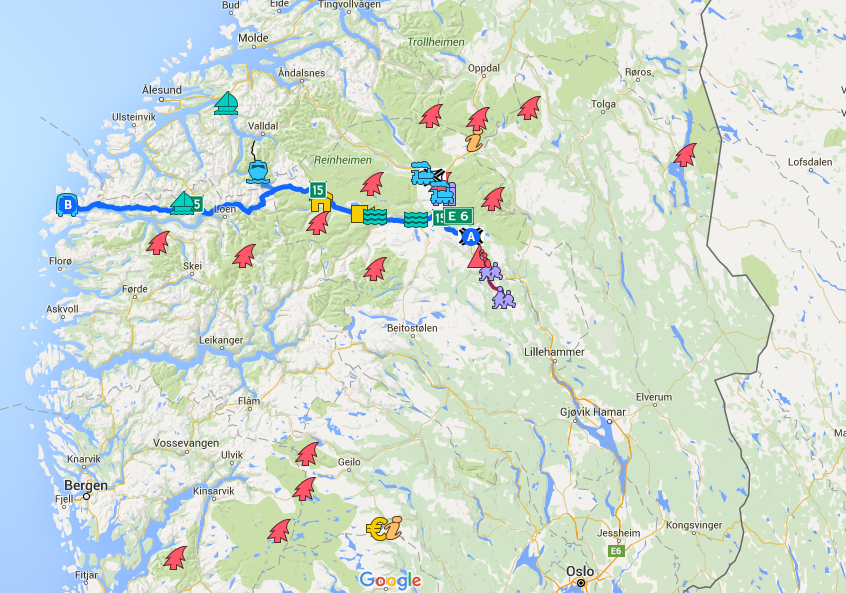 Bud
Eide
Tingvollvågen
Molde
Trollheimen
Åndalsnes
Oppdal
Røros
Ålesund
Tolga
Ulsteinvik
Valldal
Reinheimen
Lofsdalen
B
5
15
Loen
15
E 6
A
Florø
Skei
Førde
Askvoll
Beitostølen
Leikanger
Lillehammer
Flåm
Elverum
Gjøvik
Hamar
Vossevangen
Knarvik
Ulvik
Geilo
Bergen
Kinsarvik
Fjell
Kongsvinger
Jessheim
E6
Oslo
Fitjar
Google